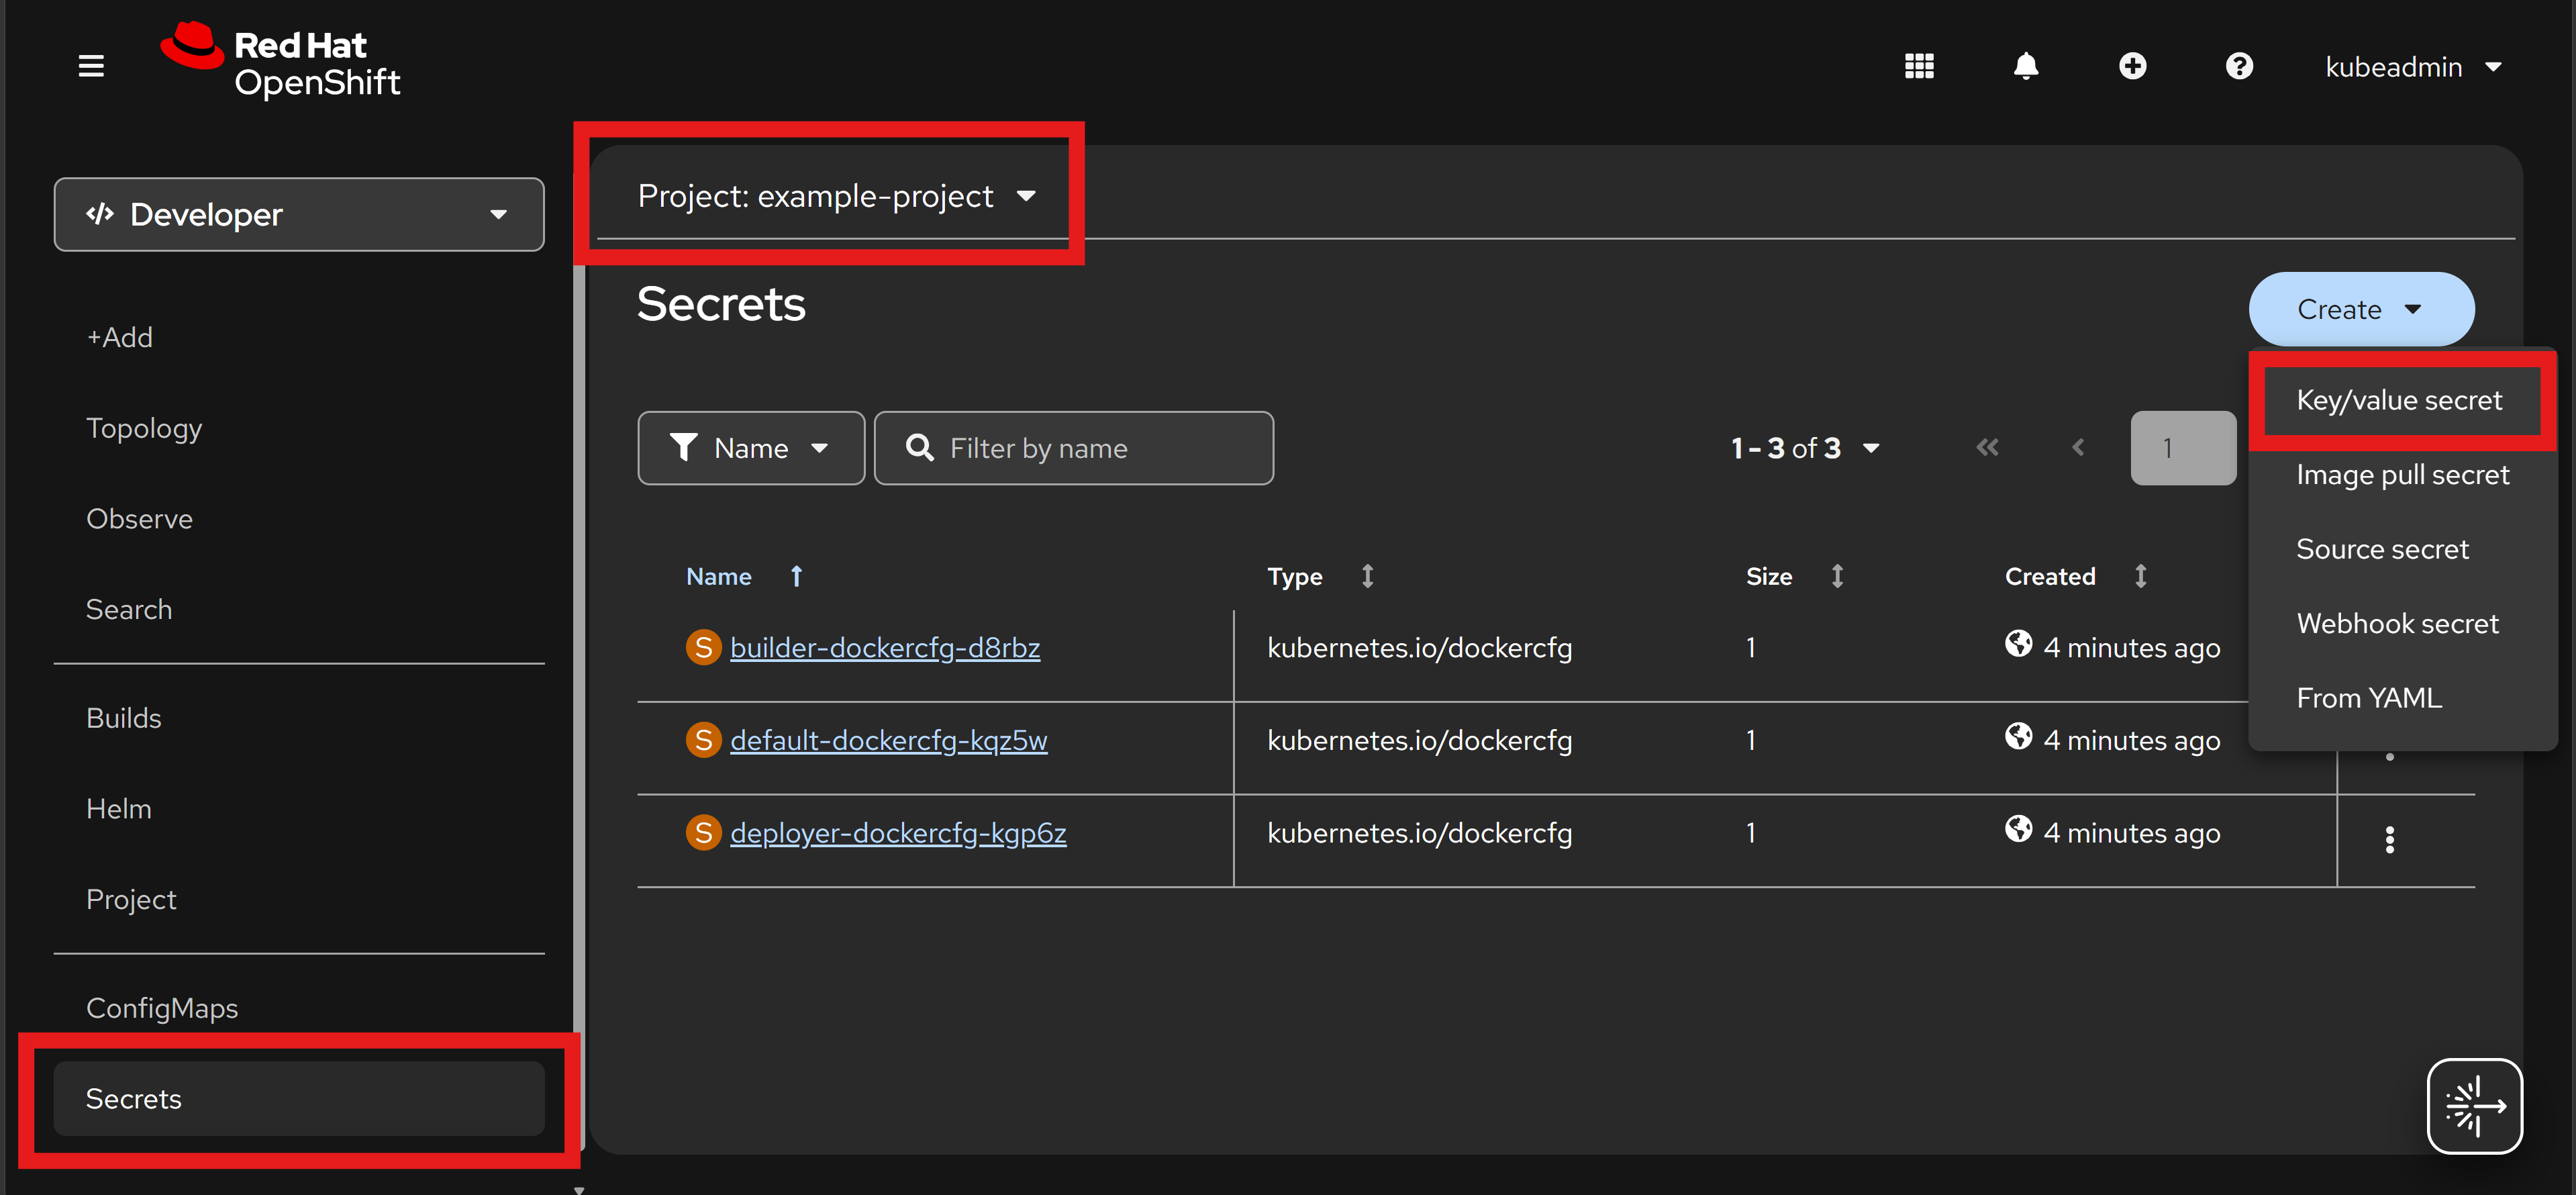 Red Hat
OpenShift
kubeadmin
Developer
+Add
Topology
Observe
Search
Builds
Helm
Project
ConfigMaps
Secrets
Project: example-project
Secrets
Create
Key/value secret
Image pull secret
Source secret
Webhook secret
From YAML
Name
Filter by name
1 - 3 of 3
1
Name Type Size Created
S builder-dockercfg-d8rbz kubernetes.io/dockercfg 1 4 minutes ago
S default-dockercfg-kqz5w kubernetes.io/dockercfg 1 4 minutes ago
S deployer-dockercfg-kgp6z kubernetes.io/dockercfg 1 4 minutes ago